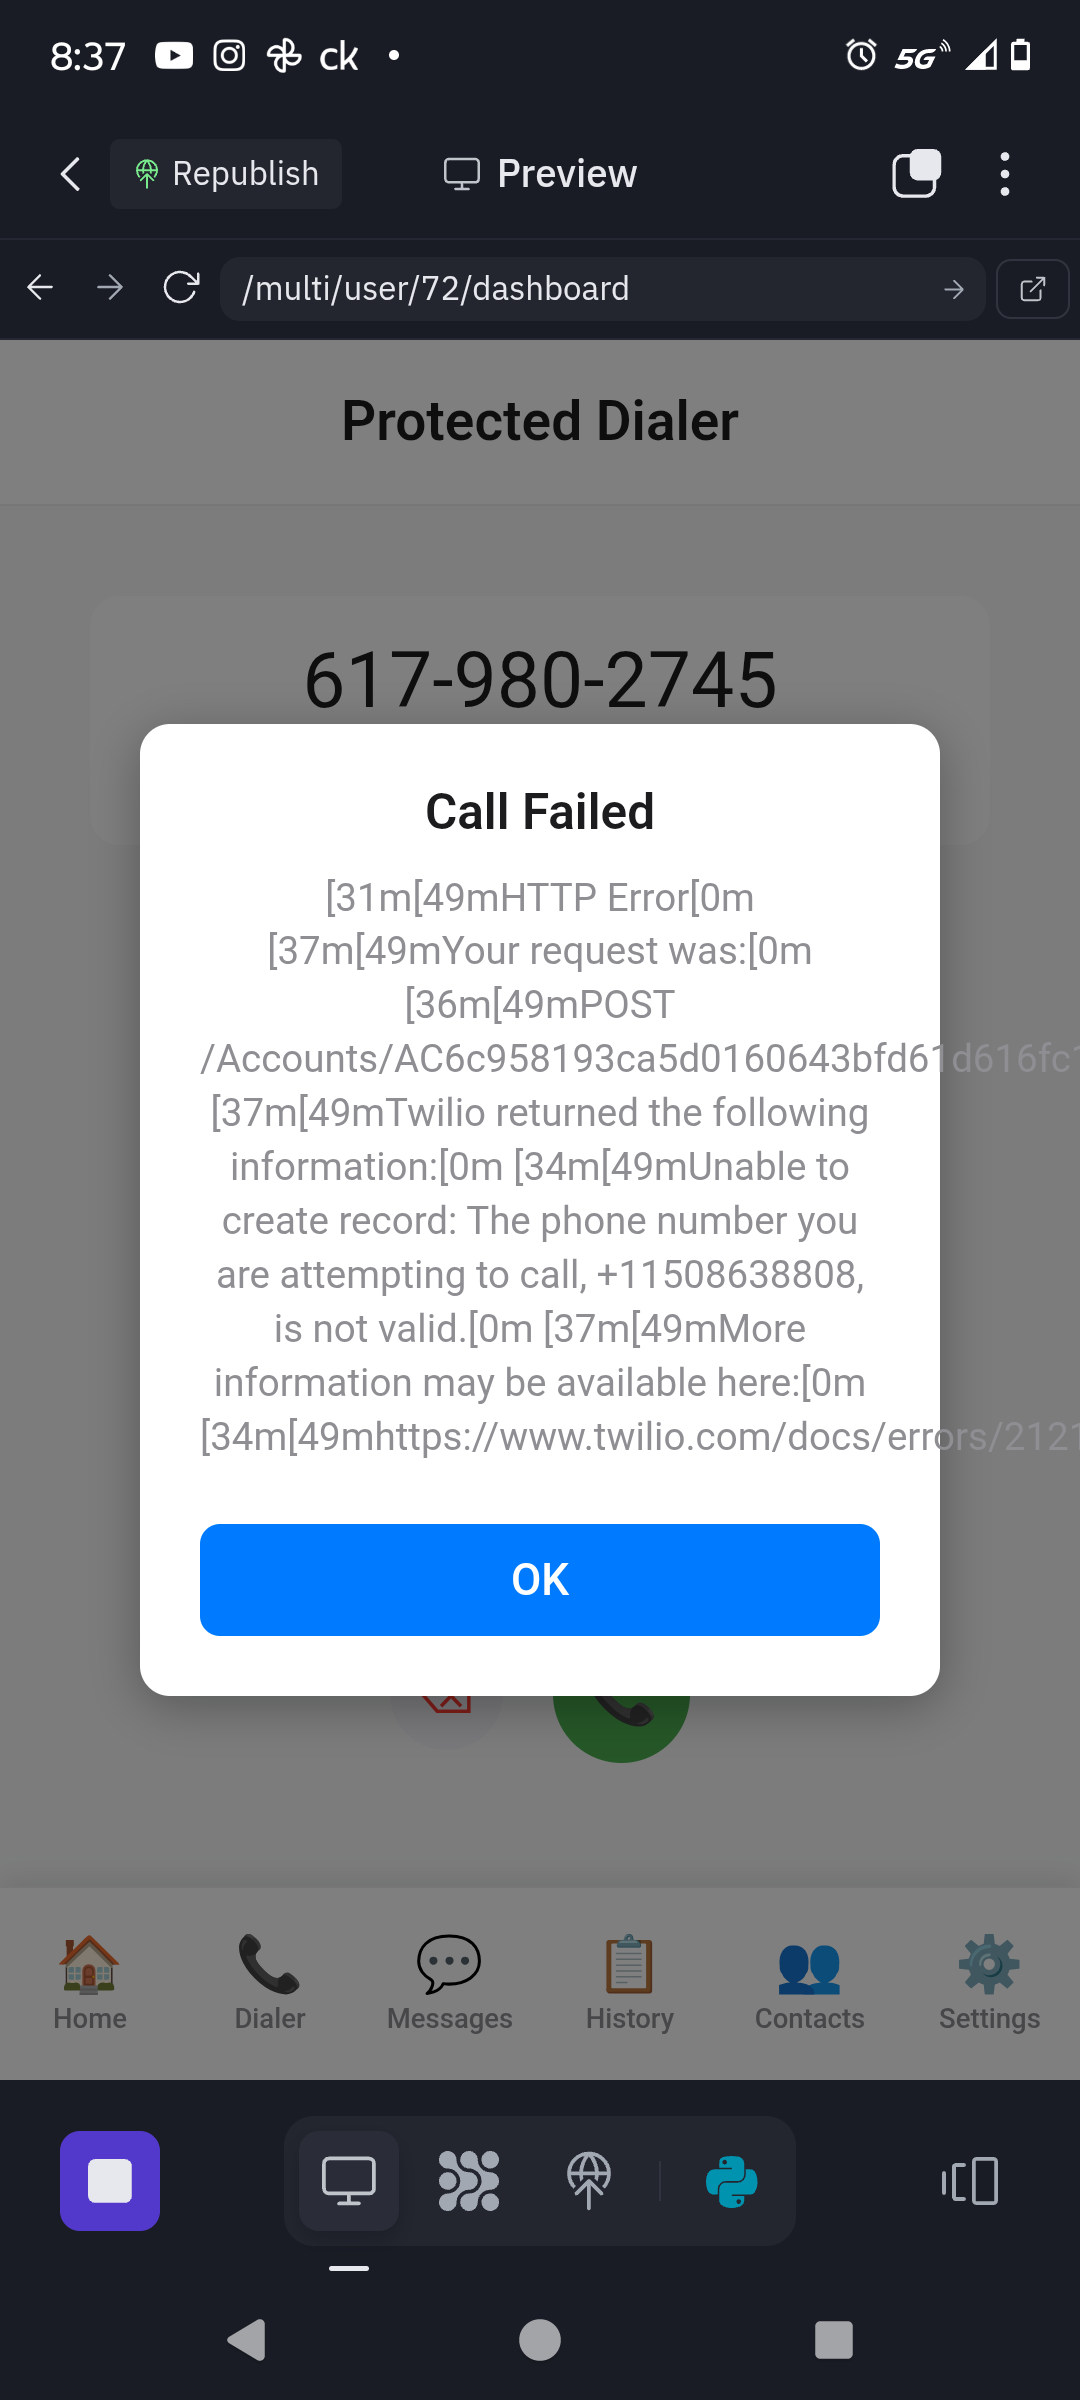 8:37 ck 5G
Republish Preview
/multi/user/72/dashboard
Protected Dialer
617-980-2745
Call Failed
[31m[49mHTTP Error[0m
[37m[49mYour request was:[0m
[36m[49mPOST
/Accounts/AC6c958193ca5d0160643bfd61d616fc
[37m[49mTwilio returned the following
information:[0m [34m[49mUnable to
create record: The phone number you
are attempting to call, +11508638808,
is not valid.[0m [37m[49mMore
information may be available here:[0m
[34m[49mhttps://www.twilio.com/docs/errors/2121
OK
Home Dialer Messages History Contacts Settings